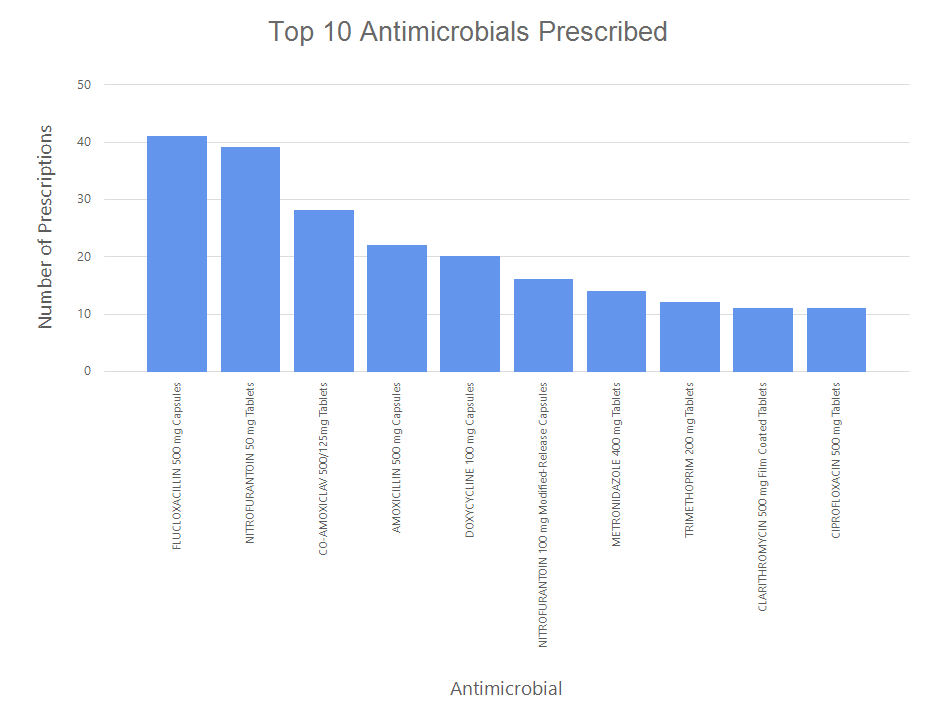 Top 10 Antimicrobials Prescribed
Number of Prescriptions
50
40
30
20
10
0
FLUCLOXACILLIN 500 mg Capsules
NITROFURANTOIN 50 mg Tablets
CO-AMOXICLAV 500/125mg Tablets
AMOXICILLIN 500 mg Capsules
DOXYCYCLINE 100 mg Capsules
NITROFURANTOIN 100 mg Modified-Release Capsules
METRONIDAZOLE 400 mg Tablets
TRIMETHOPRIM 200 mg Tablets
CLARITHROMYCIN 500 mg Film Coated Tablets
CIPROFLOXACIN 500 mg Tablets
Antimicrobial